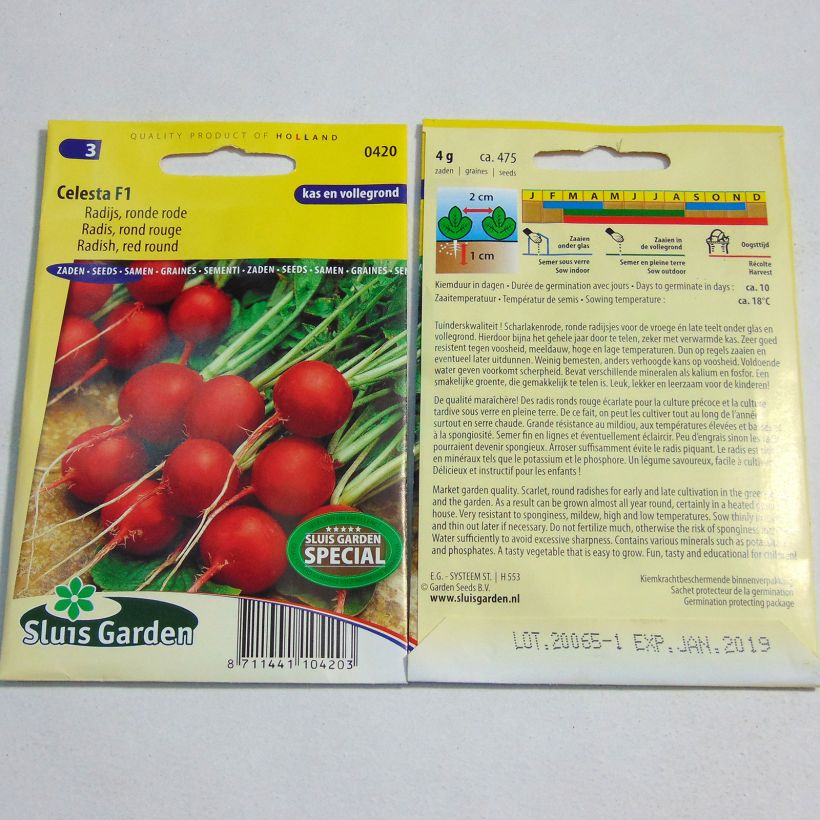 QUALITY PRODUCT OF HOLLAND
3
0420
Celesta F1
kas en vollegrond
Radijs, ronde rode
Radis, rond rouge
Radish, red round
ZADEN • SEEDS • SAMEN • GRAINES • SEMENTI • ZADEN • SEEDS • SAMEN • GRAINES • SEN
★★★★★
SLUIS GARDEN
SPECIAL
Sluis Garden
8 711441 104203
4 g ca. 475
zaden | graines | seeds
J F M A M J J A S O N D
2 cm
1 cm
Zaaien onder glas
Semer sous verre
Sow indoor
Zaaien in de vollegrond
Semer en pleine terre
Sow outdoor
Oogsttijd
Récolte
Harvest
Kiemduur in dagen • Durée de germination avec jours • Days to germinate in days : ca. 10
Zaaitemperatuur • Températur de semis • Sowing temperature : ca. 18°C
Tuinderskwaliteit ! Scharlakenrode, ronde radijsjes voor de vroege én late teelt onder glas en
vollegrond. Hierdoor bijna het gehele jaar door te telen, zeker met verwarmde kas. Zeer goed
resistent tegen voosheid, meeldauw, hoge en lage temperaturen. Dun op regels zaaien en
eventueel later uitdunnen. Weinig bemesten, anders verhoogde kans op voosheid. Voldoende
water geven voorkomt scherpheid. Bevat verschillende mineralen als kalium en fosfor. Een
smakelijke groente, die gemakkelijk te telen is. Leuk, lekker en leerzaam voor de kinderen!
De qualité maraîchère! Des radis ronds rouge écarlate pour la culture précoce et la culture
tardive sous verre en pleine terre. De ce fait, on peut les cultiver tout au long de l'année
surtout en serre chaude. Grande résistance au mildiou, aux températures élevées et basses et
à la spongiosité. Semer fin en lignes et éventuellement éclaircir. Peu d'engrais sinon les
pourraient devenir spongieux. Arroser suffisamment évite le radis piquant. Le radis est
en minéraux tels que le potassium et le phosphore. Un légume savoureux, facile à
Délicieux et instructif pour les enfants !
Market garden quality. Scarlet, round radishes for early and late cultivation in the
and the garden. As a result can be grown almost all year round, certainly in a heated
house. Very resistant to sponginess, mildew, high and low temperatures. Sow thinly
and thin out later if necessary. Do not fertilize much, otherwise the risk of sponginess,
Water sufficiently to avoid excessive sharpness. Contains various minerals such as
and phosphates. A tasty vegetable that is easy to grow. Fun, tasty and educational for children!
E.G. - SYSTEEM ST. | H 553
© Garden Seeds B.V.
www.sluisgarden.nl
Kiemkrachtbeschermende binnenverpakking
Sachet protecteur de la germination
Germination protecting package
LOT.20065-1 EXP.JAN.2019